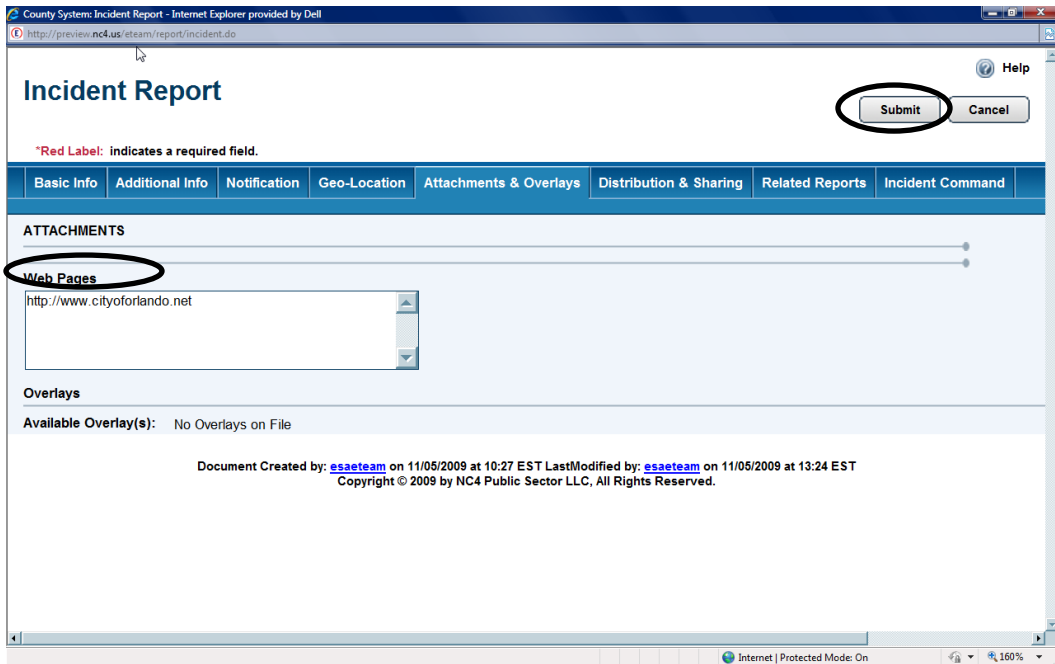 County System: Incident Report - Internet Explorer provided by Dell
http://preview.nc4.us/eteam/report/incident.do
Help
Incident Report
Submit Cancel
*Red Label: indicates a required field.
Basic Info Additional Info Notification Geo-Location Attachments & Overlays Distribution & Sharing Related Reports Incident Command
ATTACHMENTS
Web Pages
http://www.cityoforlando.net
Overlays
Available Overlay(s): No Overlays on File
Document Created by: esaeteam on 11/05/2009 at 10:27 EST LastModified by: esaeteam on 11/05/2009 at 13:24 EST
Copyright © 2009 by NC4 Public Sector LLC, All Rights Reserved.
Internet | Protected Mode: On 160%